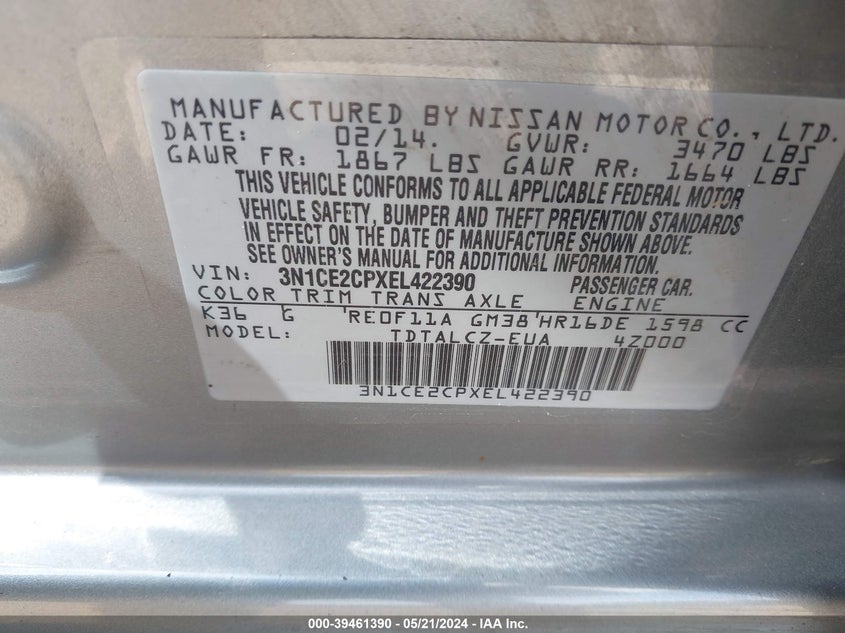 MANUFACTURED BY NISSAN MOTOR CO., LTD.
DATE: 02/14. GVWR: 3470 LBS
GAWR FR: 1867 LBS GAWR RR: 1664 LBS
THIS VEHICLE CONFORMS TO ALL APPLICABLE FEDERAL MOTOR
VEHICLE SAFETY, BUMPER AND THEFT PREVENTION STANDARDS
IN EFFECT ON THE DATE OF MANUFACTURE SHOWN ABOVE.
SEE OWNER'S MANUAL FOR ADDITIONAL INFORMATION.
VIN: 3N1CE2CPXEL422390 PASSENGER CAR.
COLOR TRIM TRANS AXLE ENGINE
K36 G 'RE0F11A GM38'HR16DE 1598 CC
MODEL: TDTALCZ-EUA 4Z000
3N1CE2CPXEL422390
000-39461390 — 05/21/2024 — IAA Inc.